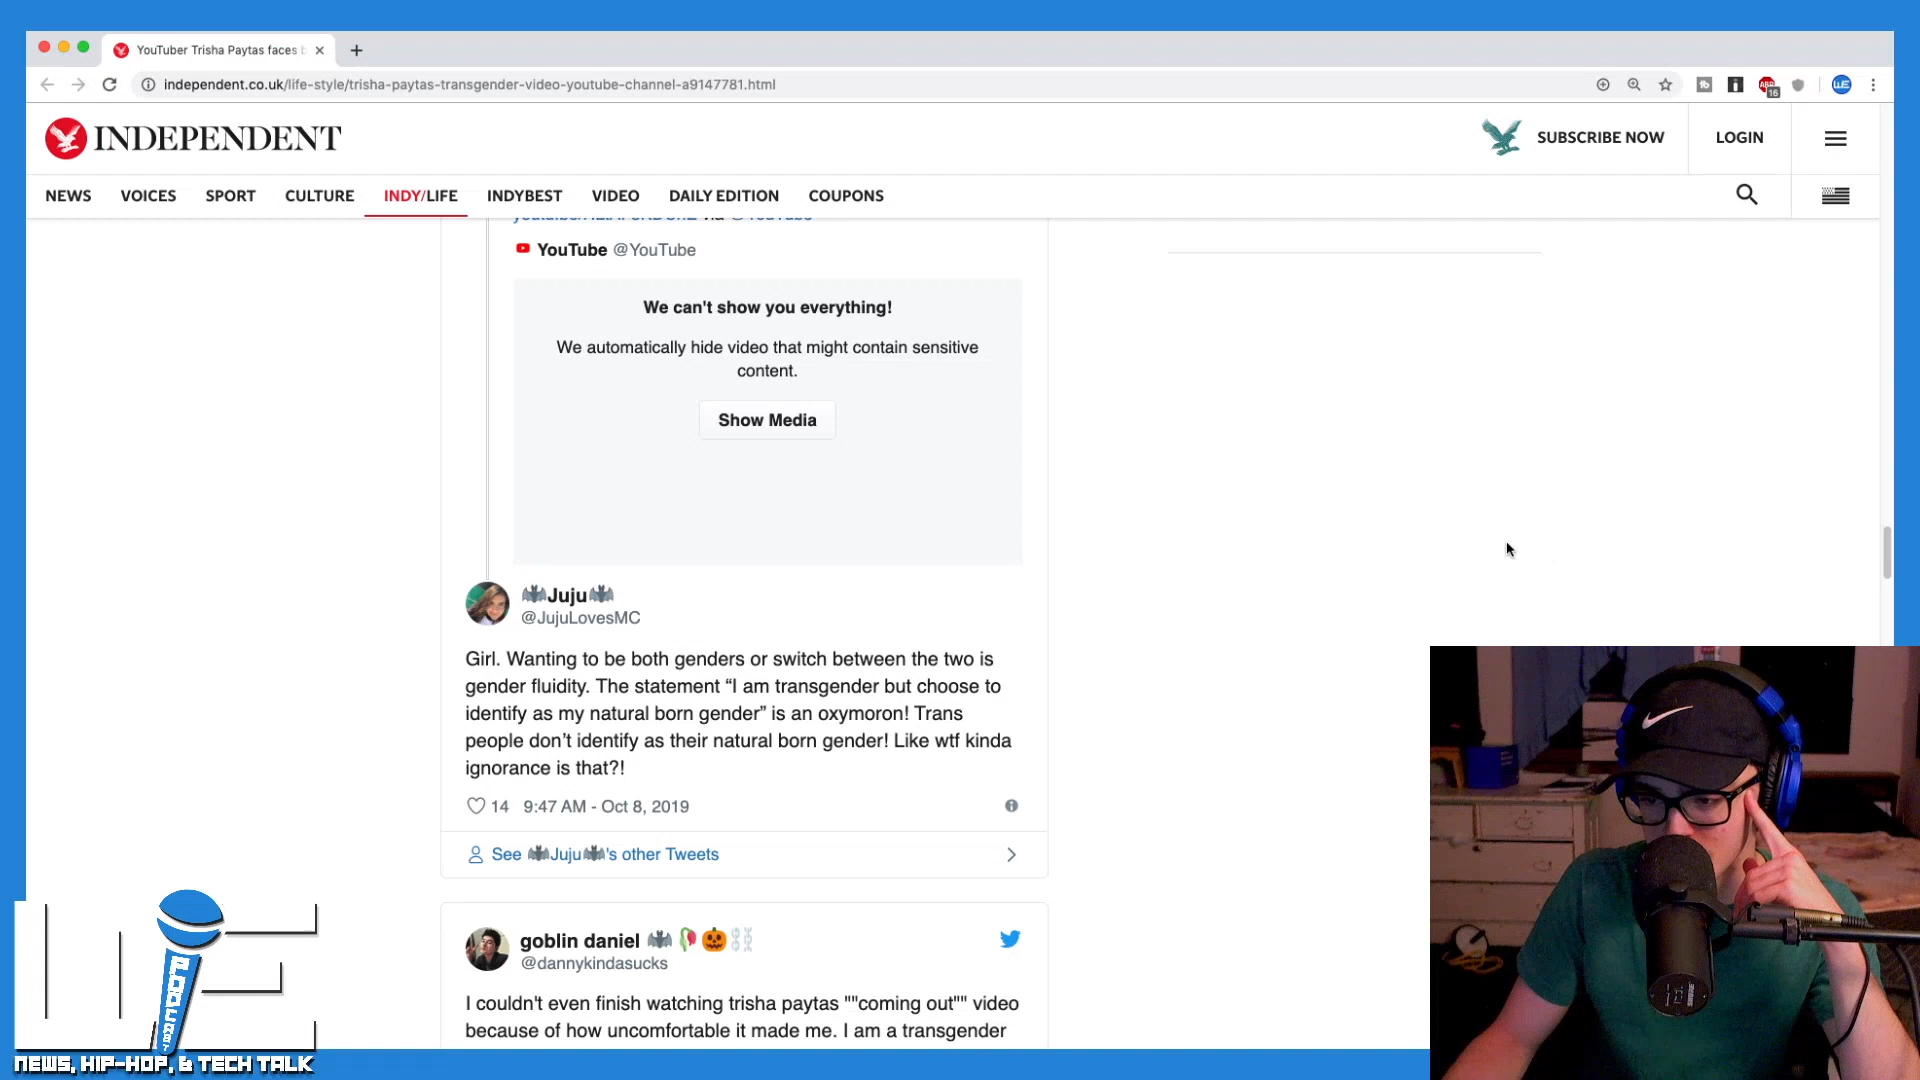 YouTuber Trisha Paytas faces b
independent.co.uk/life-style/trisha-paytas-transgender-video-youtube-channel-a9147781.html
16
WE
INDEPENDENT
SUBSCRIBE NOW
LOGIN
NEWS VOICES SPORT CULTURE INDY/LIFE INDYBEST VIDEO DAILY EDITION COUPONS
YouTube @YouTube
We can't show you everything!
We automatically hide video that might contain sensitive
content.
Show Media
Juju
@JujuLovesMC
Girl. Wanting to be both genders or switch between the two is
gender fluidity. The statement “I am transgender but choose to
identify as my natural born gender” is an oxymoron! Trans
people don’t identify as their natural born gender! Like wtf kinda
ignorance is that?!
14 9:47 AM - Oct 8, 2019
See Juju's other Tweets
goblin daniel
@dannykindasucks
I couldn't even finish watching trisha paytas ""coming out"" video
because of how uncomfortable it made me. I am a transgender
PODCAST
NEWS, HIP-HOP, & TECH TALK